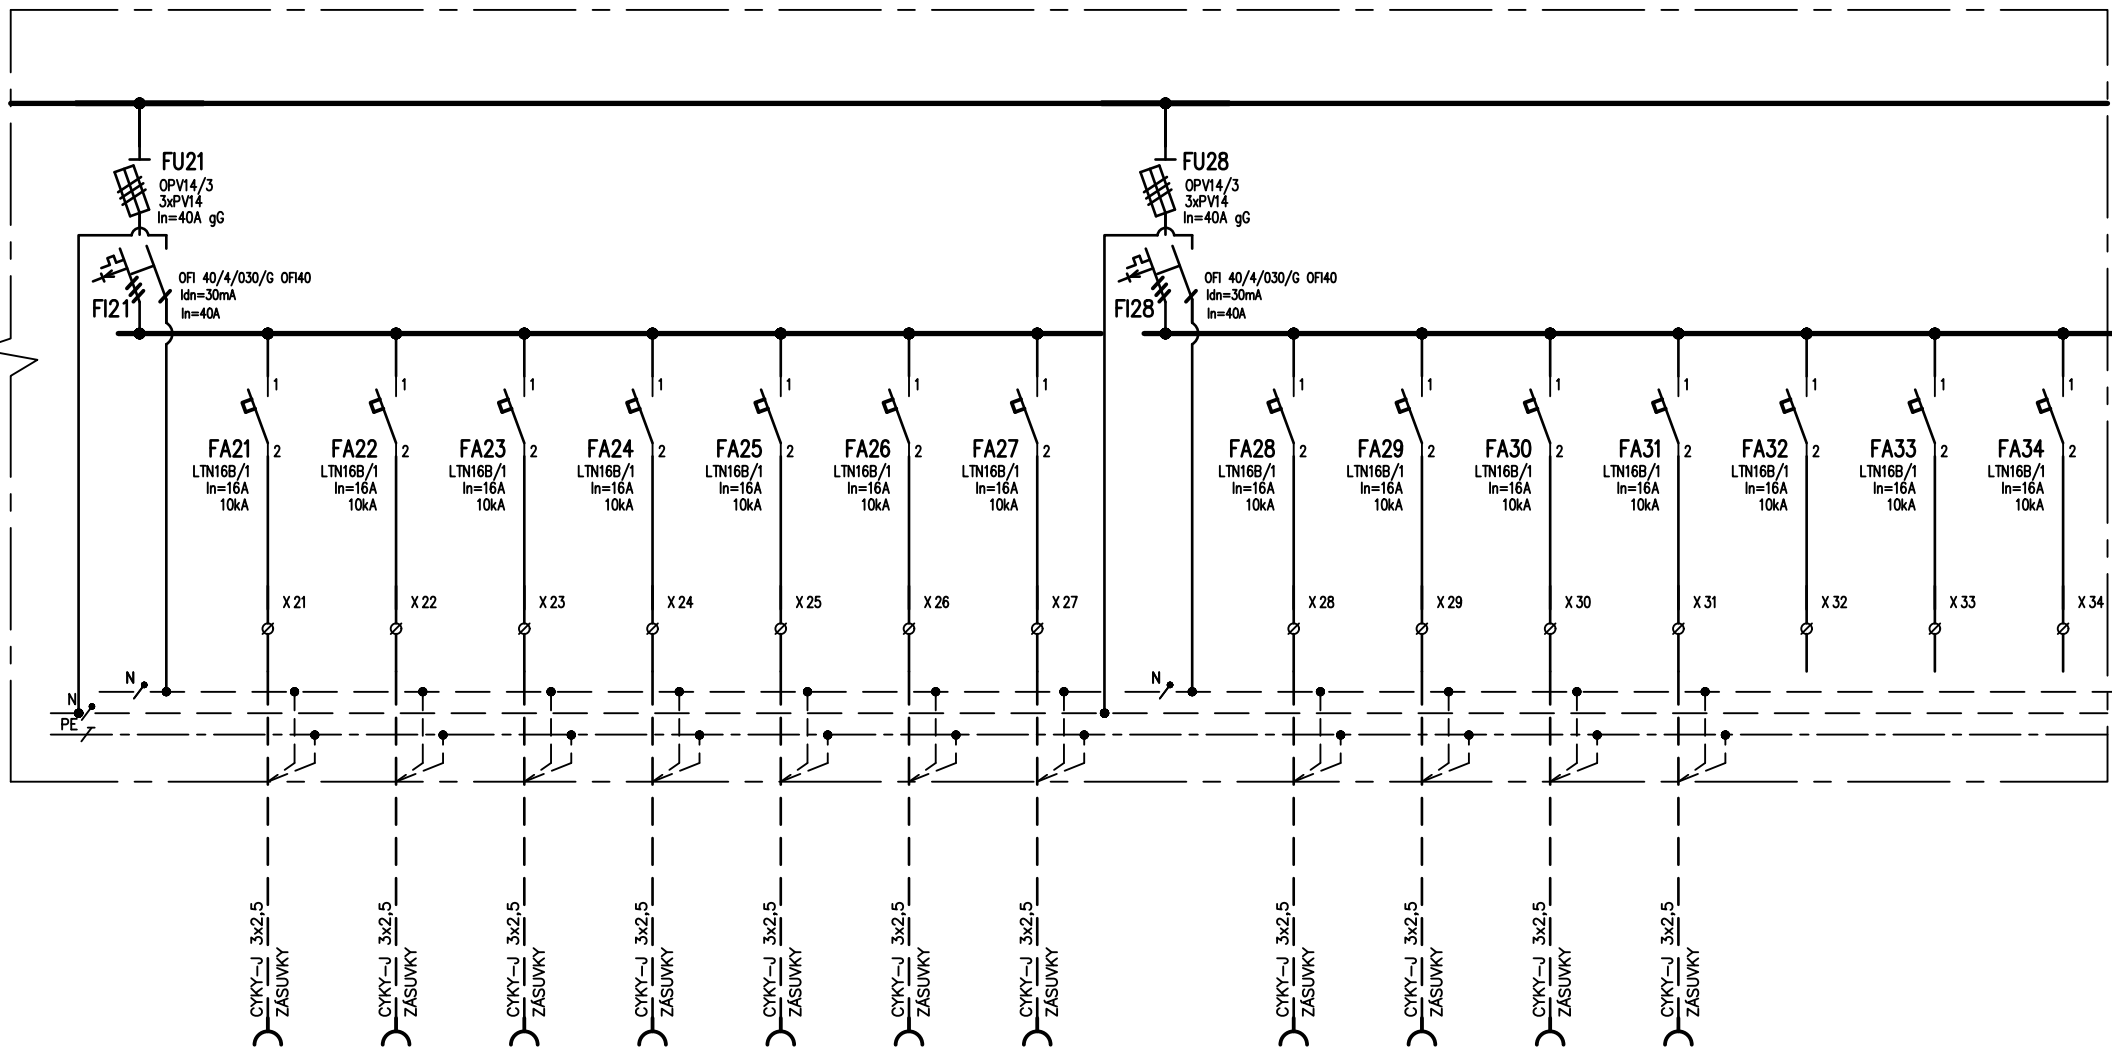 FU21
OPV14/3
3xPV14
In=40A gG
OFI 40/4/030/G OFI40
Idn=30mA
In=40A
FI21
FU28
OPV14/3
3xPV14
In=40A gG
OFI 40/4/030/G OFI40
Idn=30mA
In=40A
FI28
1
1
1
1
1
1
1
1
1
1
1
1
1
1
FA21 2
LTN16B/1
In=16A
10kA
FA22 2
LTN16B/1
In=16A
10kA
FA23 2
LTN16B/1
In=16A
10kA
FA24 2
LTN16B/1
In=16A
10kA
FA25 2
LTN16B/1
In=16A
10kA
FA26 2
LTN16B/1
In=16A
10kA
FA27 2
LTN16B/1
In=16A
10kA
FA28 2
LTN16B/1
In=16A
10kA
FA29 2
LTN16B/1
In=16A
10kA
FA30 2
LTN16B/1
In=16A
10kA
FA31 2
LTN16B/1
In=16A
10kA
FA32 2
LTN16B/1
In=16A
10kA
FA33 2
LTN16B/1
In=16A
10kA
FA34 2
LTN16B/1
In=16A
10kA
X 21
X 22
X 23
X 24
X 25
X 26
X 27
X 28
X 29
X 30
X 31
X 32
X 33
X 34
N
N
N
PE
CYKY-J 3x2,5
ZÁSUVKY
CYKY-J 3x2,5
ZÁSUVKY
CYKY-J 3x2,5
ZÁSUVKY
CYKY-J 3x2,5
ZÁSUVKY
CYKY-J 3x2,5
ZÁSUVKY
CYKY-J 3x2,5
ZÁSUVKY
CYKY-J 3x2,5
ZÁSUVKY
CYKY-J 3x2,5
ZÁSUVKY
CYKY-J 3x2,5
ZÁSUVKY
CYKY-J 3x2,5
ZÁSUVKY
CYKY-J 3x2,5
ZÁSUVKY